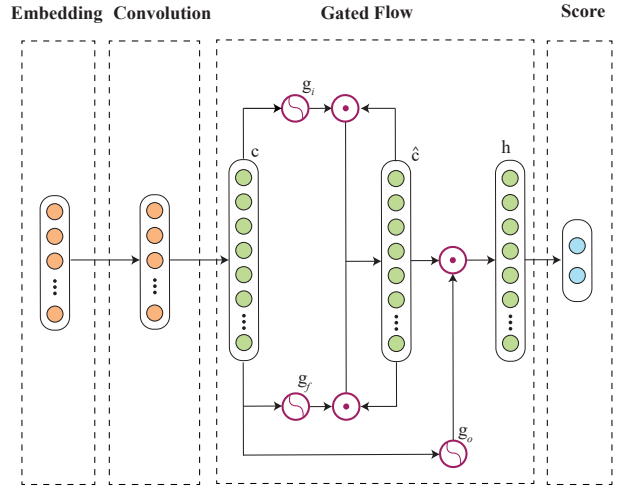 Embedding Convolution Gated Flow Score
g_i
c ĉ h
g_f
g_o